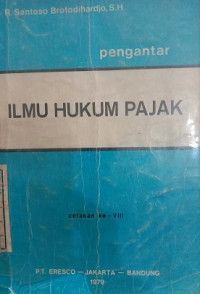 R. Santoso Brotodihardjo, S.H.
pengantar
ILMU HUKUM PAJAK
cetakan ke - VIII
P.T. ERESCO — JAKARTA — BANDUNG
1979